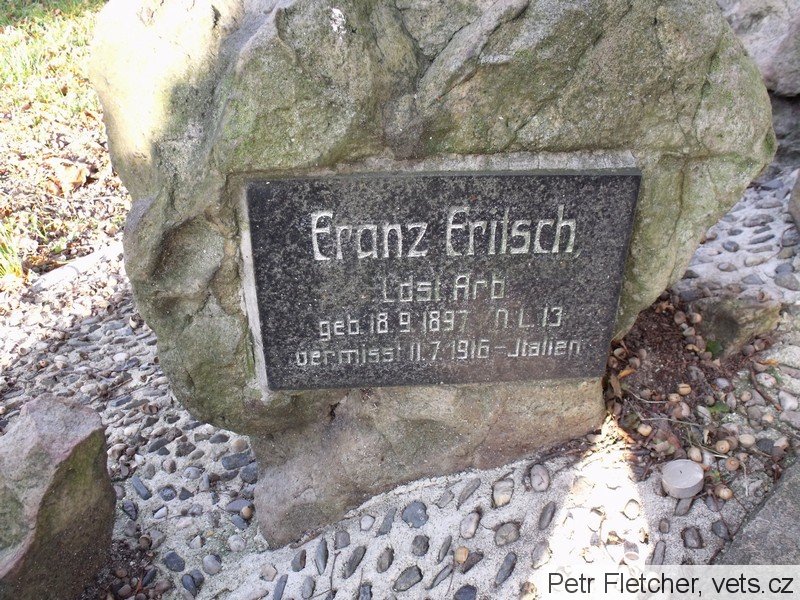 Franz Fritsch
Ldst Arb
geb. 18. 9. 1897 N. L. 13
vermisst 11. 7. 1916 - Italien
Petr Fletcher, vets.cz